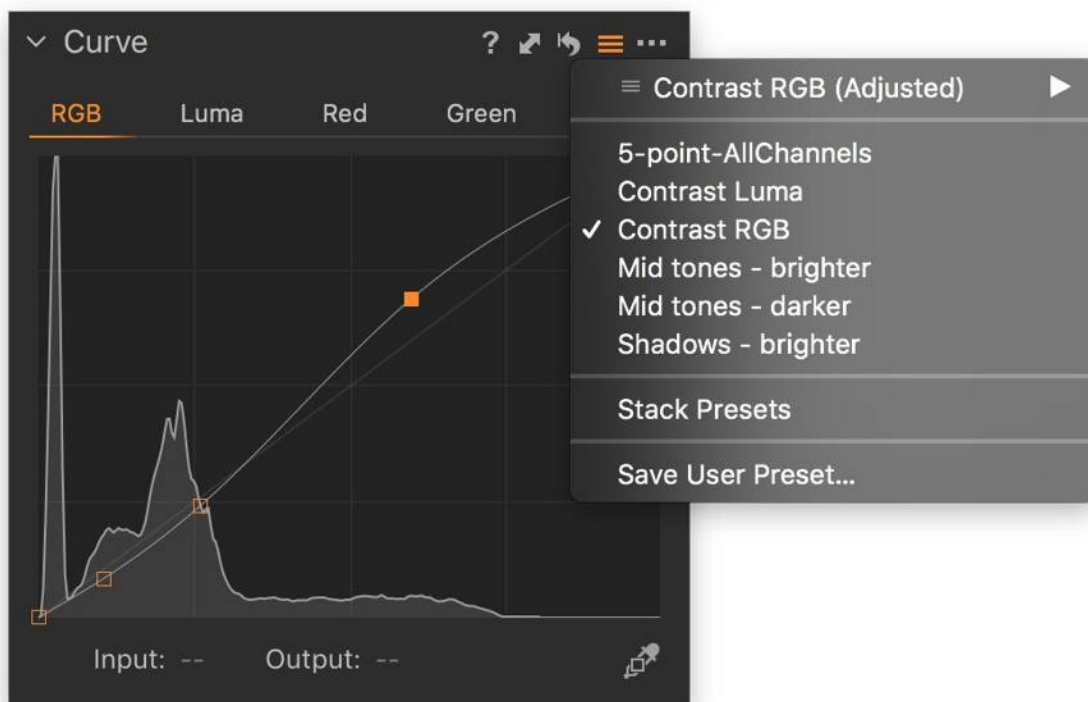 Curve
?
...
Contrast RGB (Adjusted)
RGB Luma Red Green
5-point-AllChannels
Contrast Luma
Contrast RGB
Mid tones - brighter
Mid tones - darker
Shadows - brighter
Stack Presets
Save User Preset...
Input: -- Output: --